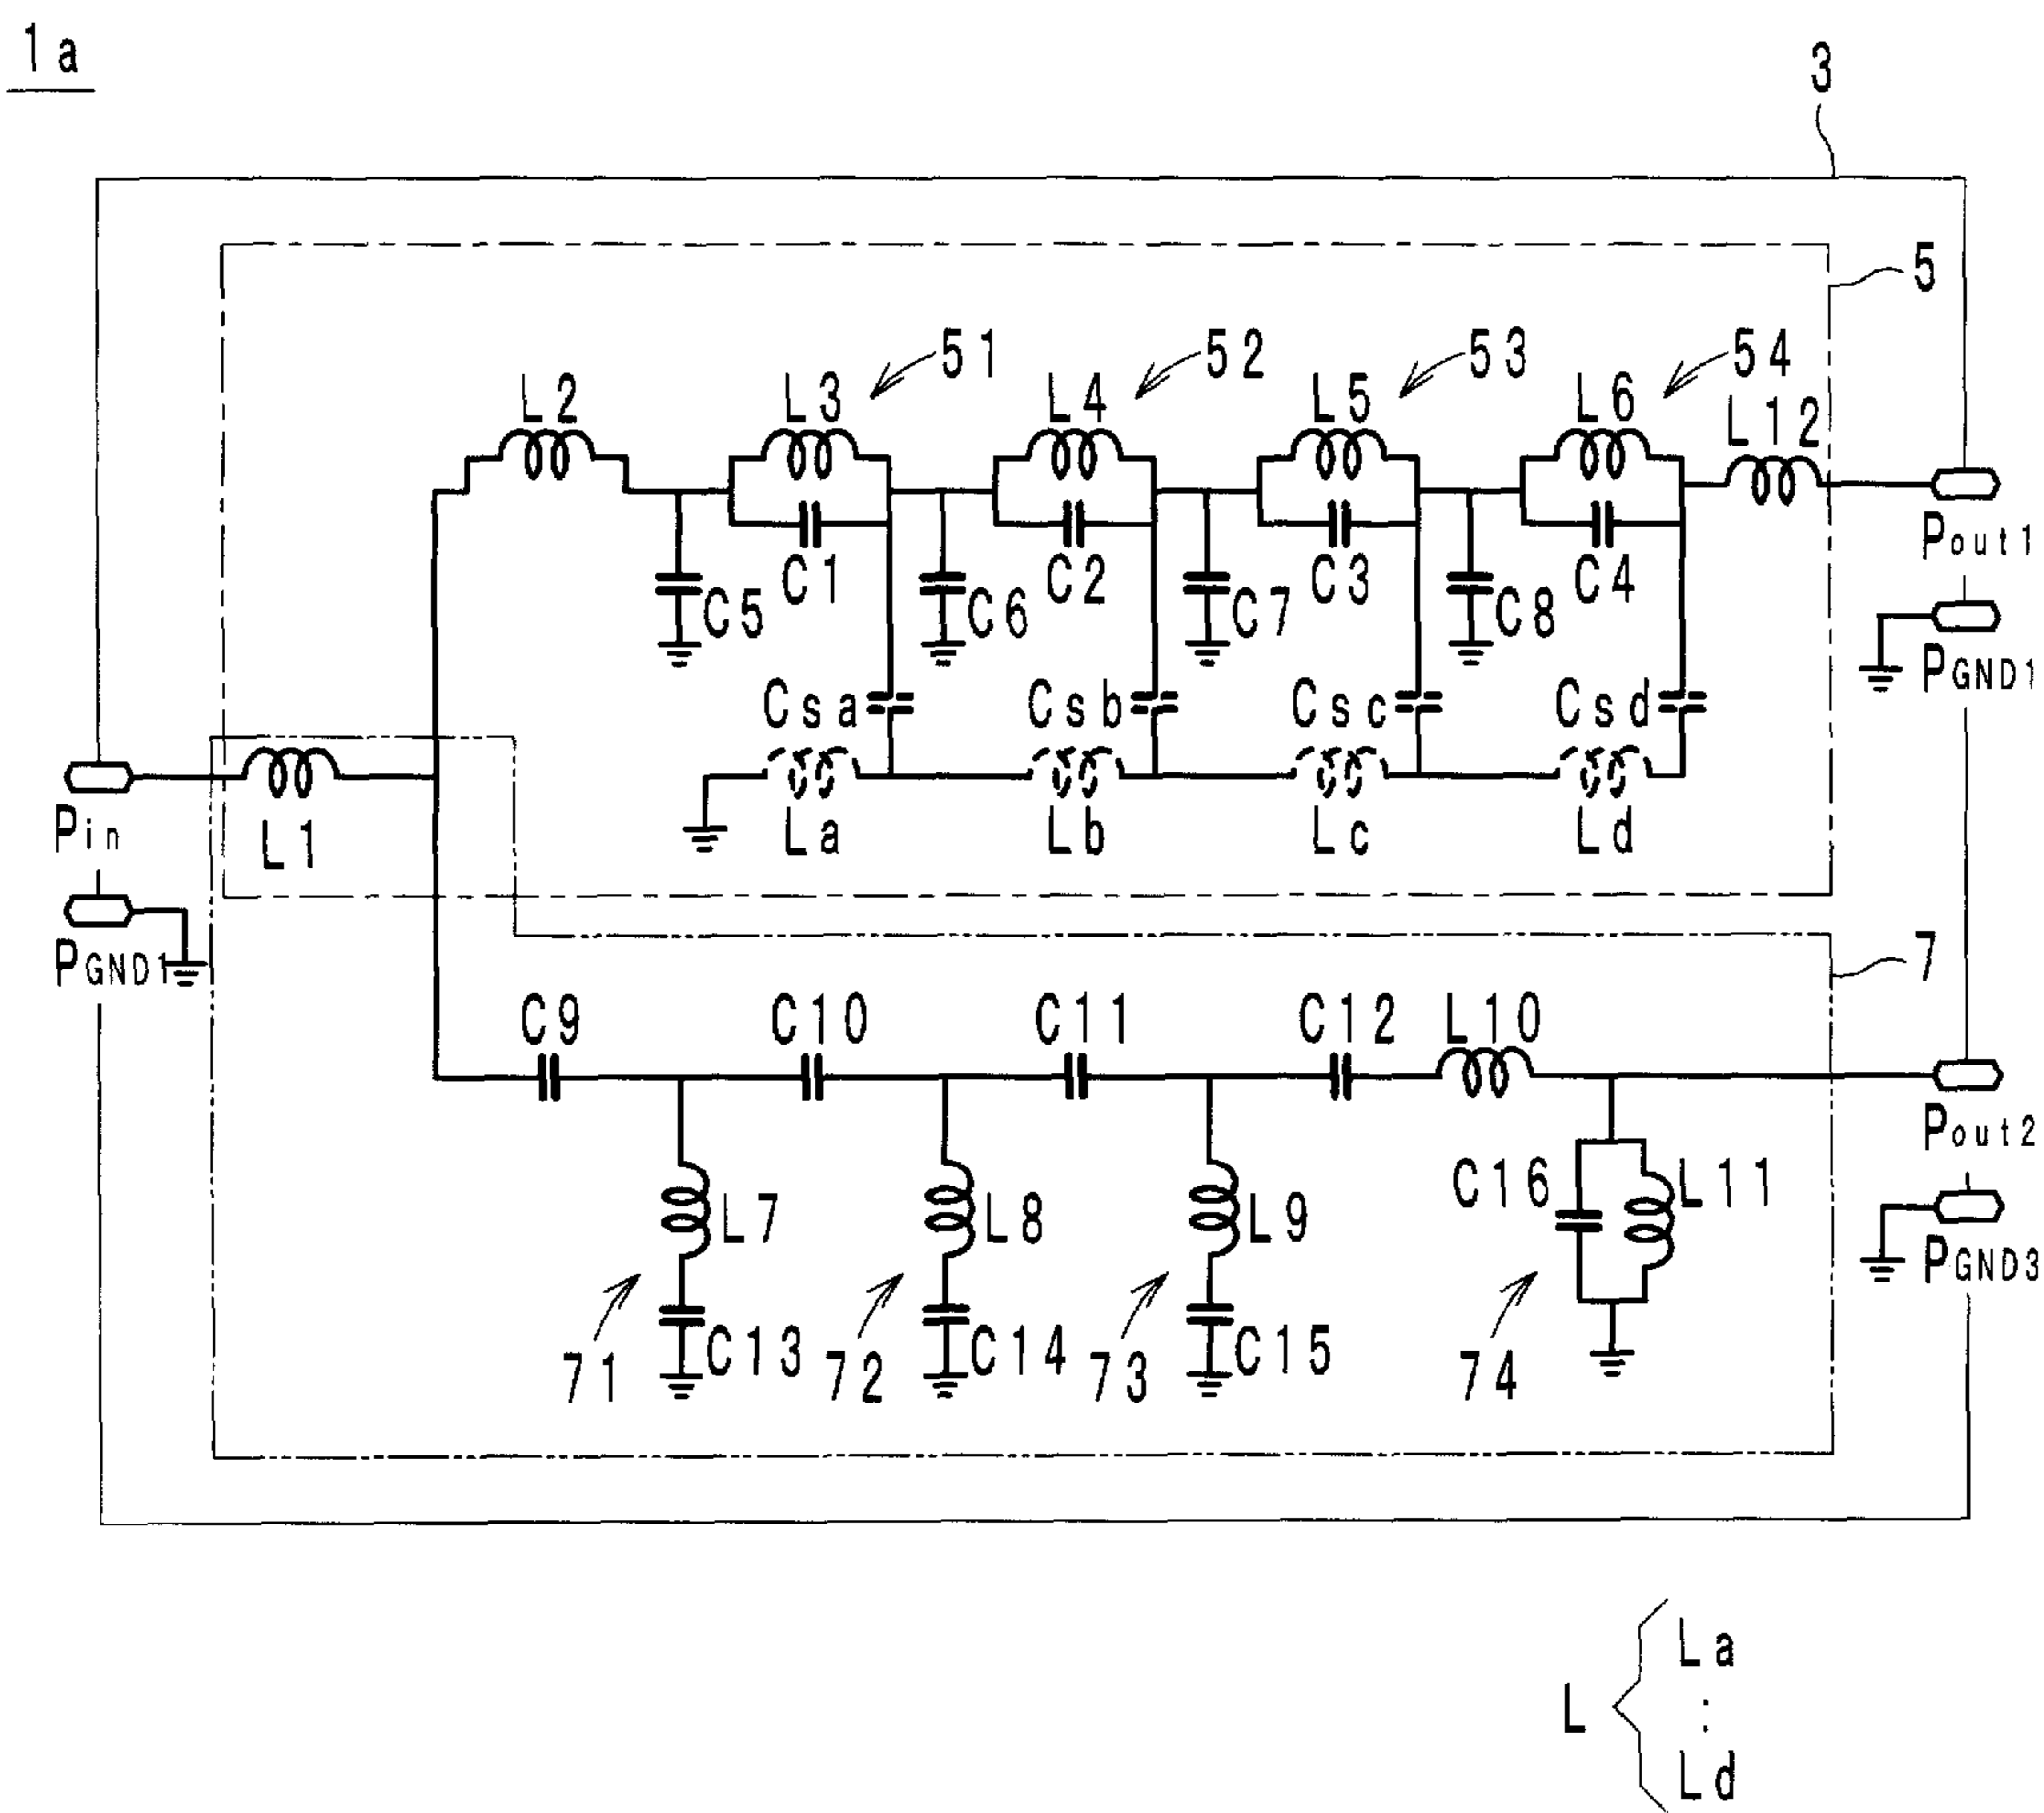 1a
3
5
51 52 53 54
L2 L3 L4 L5 L6 L12
Pout1
C1 C2 C3 C4
C5 C6 C7 C8
PGND1
Csa Csb Csc Csd
Pin
L1 La Lb Lc Ld
PGND1
7
C9 C10 C11 C12 L10
Pout2
C16 L11
L7 L8 L9
PGND3
C13 C14 C15
71 72 73 74
La
L :
Ld